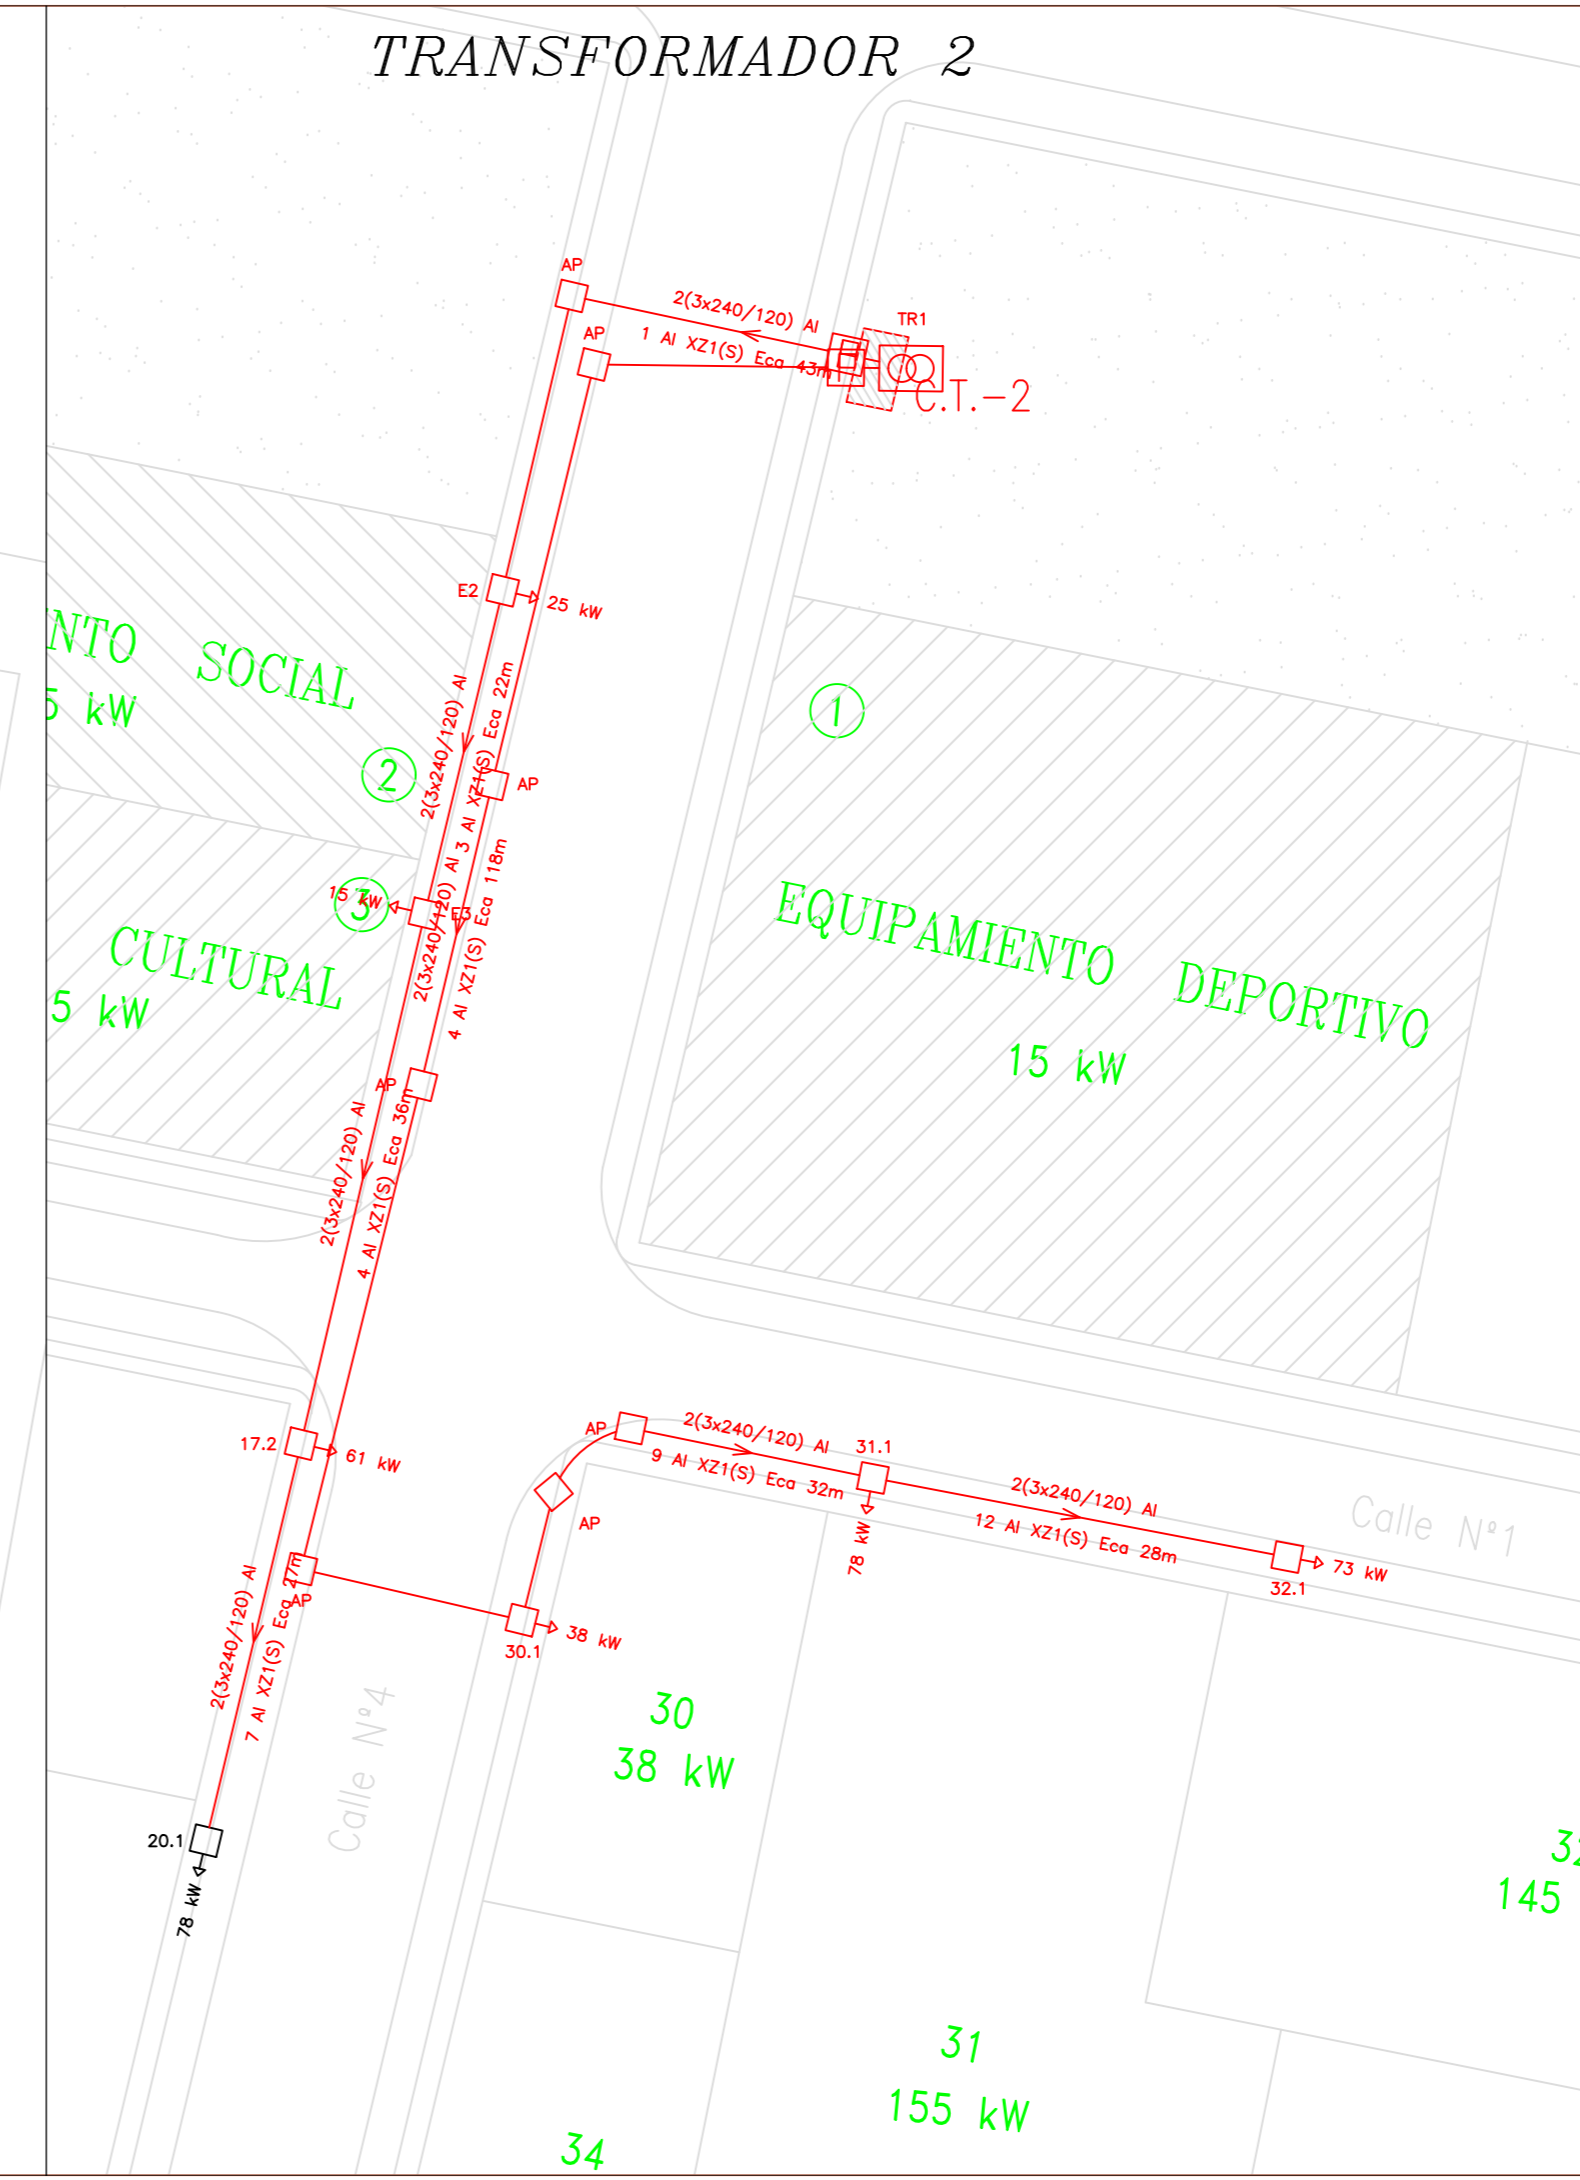 TRANSFORMADOR 2
AP
2(3x240/120) Al
TR1
AP
1 Al XZ1(S) Eca 43m
C.T.-2
E2
25 kW
NTO SOCIAL
5 kW
2(3x240/120) Al
3 Al XZ1(S) Eca 22m
1
2
AP
15 kW
3
E3
2(3x240/120) Al
4 Al XZ1(S) Eca 118m
CULTURAL
5 kW
EQUIPAMIENTO DEPORTIVO
15 kW
AP
2(3x240/120) Al
4 Al XZ1(S) Eca 36m
17.2
61 kW
AP
2(3x240/120) Al
9 Al XZ1(S) Eca 32m
31.1
78 kW
2(3x240/120) Al
12 Al XZ1(S) Eca 28m
Calle Nº1
73 kW
32.1
AP
AP
2(3x240/120) Al
7 Al XZ1(S) Eca 27m
38 kW
30.1
30
38 kW
Calle Nº4
20.1
78 kW
32
145
31
155 kW
34